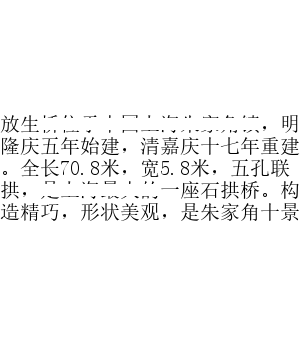 放生桥位于中国上海朱家角镇，明
隆庆五年始建，清嘉庆十七年重建
。全长70.8米，宽5.8米，五孔联
拱，是上海最大的一座石拱桥。构
造精巧，形状美观，是朱家角十景